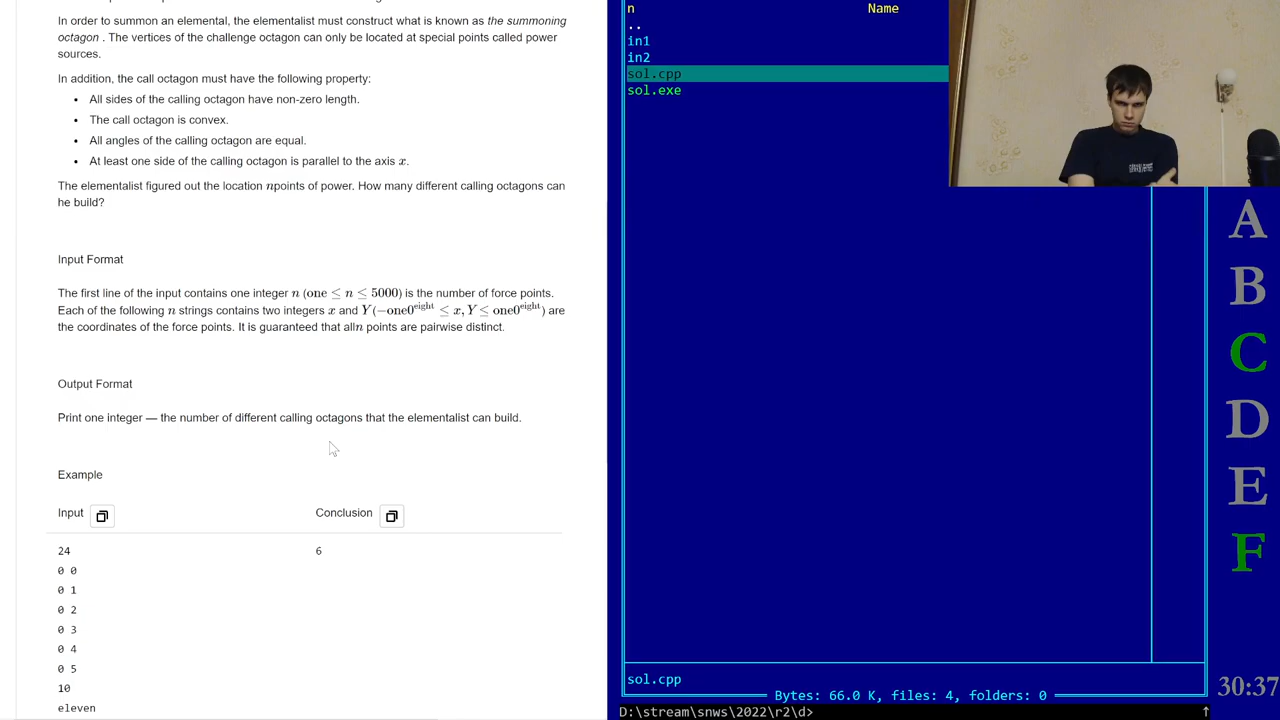 In order to summon an elemental, the elementalist must construct what is known as the summoning
octagon . The vertices of the challenge octagon can only be located at special points called power
sources.
In addition, the call octagon must have the following property:
• All sides of the calling octagon have non-zero length.
• The call octagon is convex.
• All angles of the calling octagon are equal.
• At least one side of the calling octagon is parallel to the axis x.
The elementalist figured out the location npoints of power. How many different calling octagons can
he build?
Input Format
The first line of the input contains one integer n (one ≤ n ≤ 5000) is the number of force points.
Each of the following n strings contains two integers x and Y (−one0^eight ≤ x, Y ≤ one0^eight) are
the coordinates of the force points. It is guaranteed that alln points are pairwise distinct.
Output Format
Print one integer — the number of different calling octagons that the elementalist can build.
Example
Input Conclusion
24 6
0 0
0 1
0 2
0 3
0 4
0 5
10
eleven
n Name
..
in1
in2
sol.cpp
sol.exe
sol.cpp
Bytes: 66.0 K, files: 4, folders: 0
D:\stream\snws\2022\r2\d> ↑
A
B
C
D
E
F
30:37